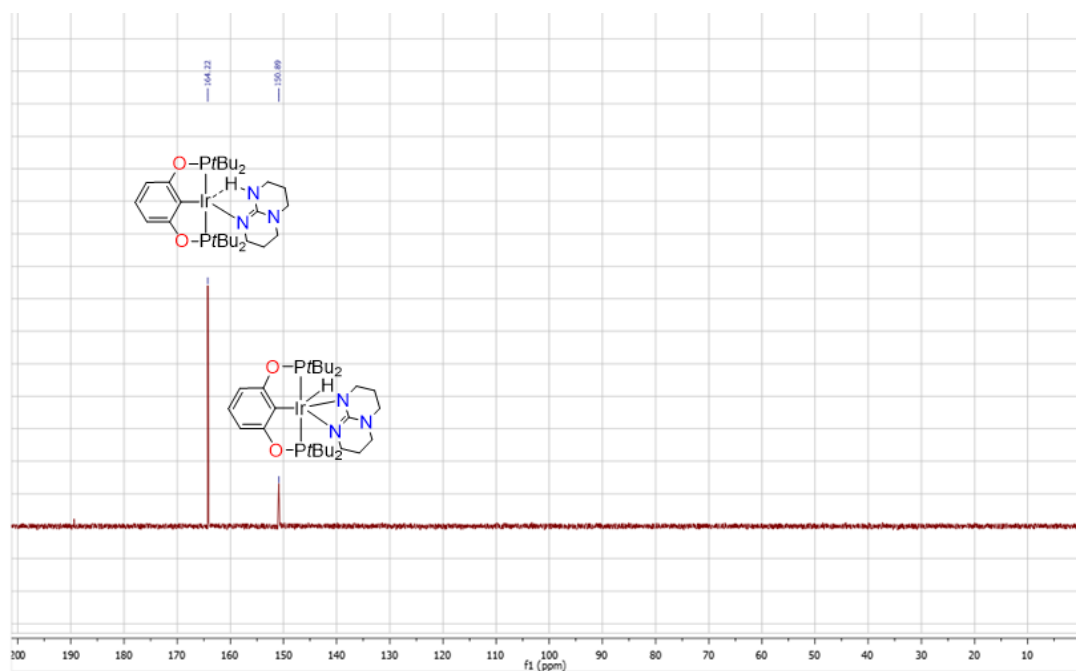 164.22
150.89
O PtBu₂
H N
Ir N
N
O PtBu₂
O PtBu₂
H
Ir N
N N
O PtBu₂
200 190 180 170 160 150 140 130 120 110 100 90 80 70 60 50 40 30 20 10
f1 (ppm)